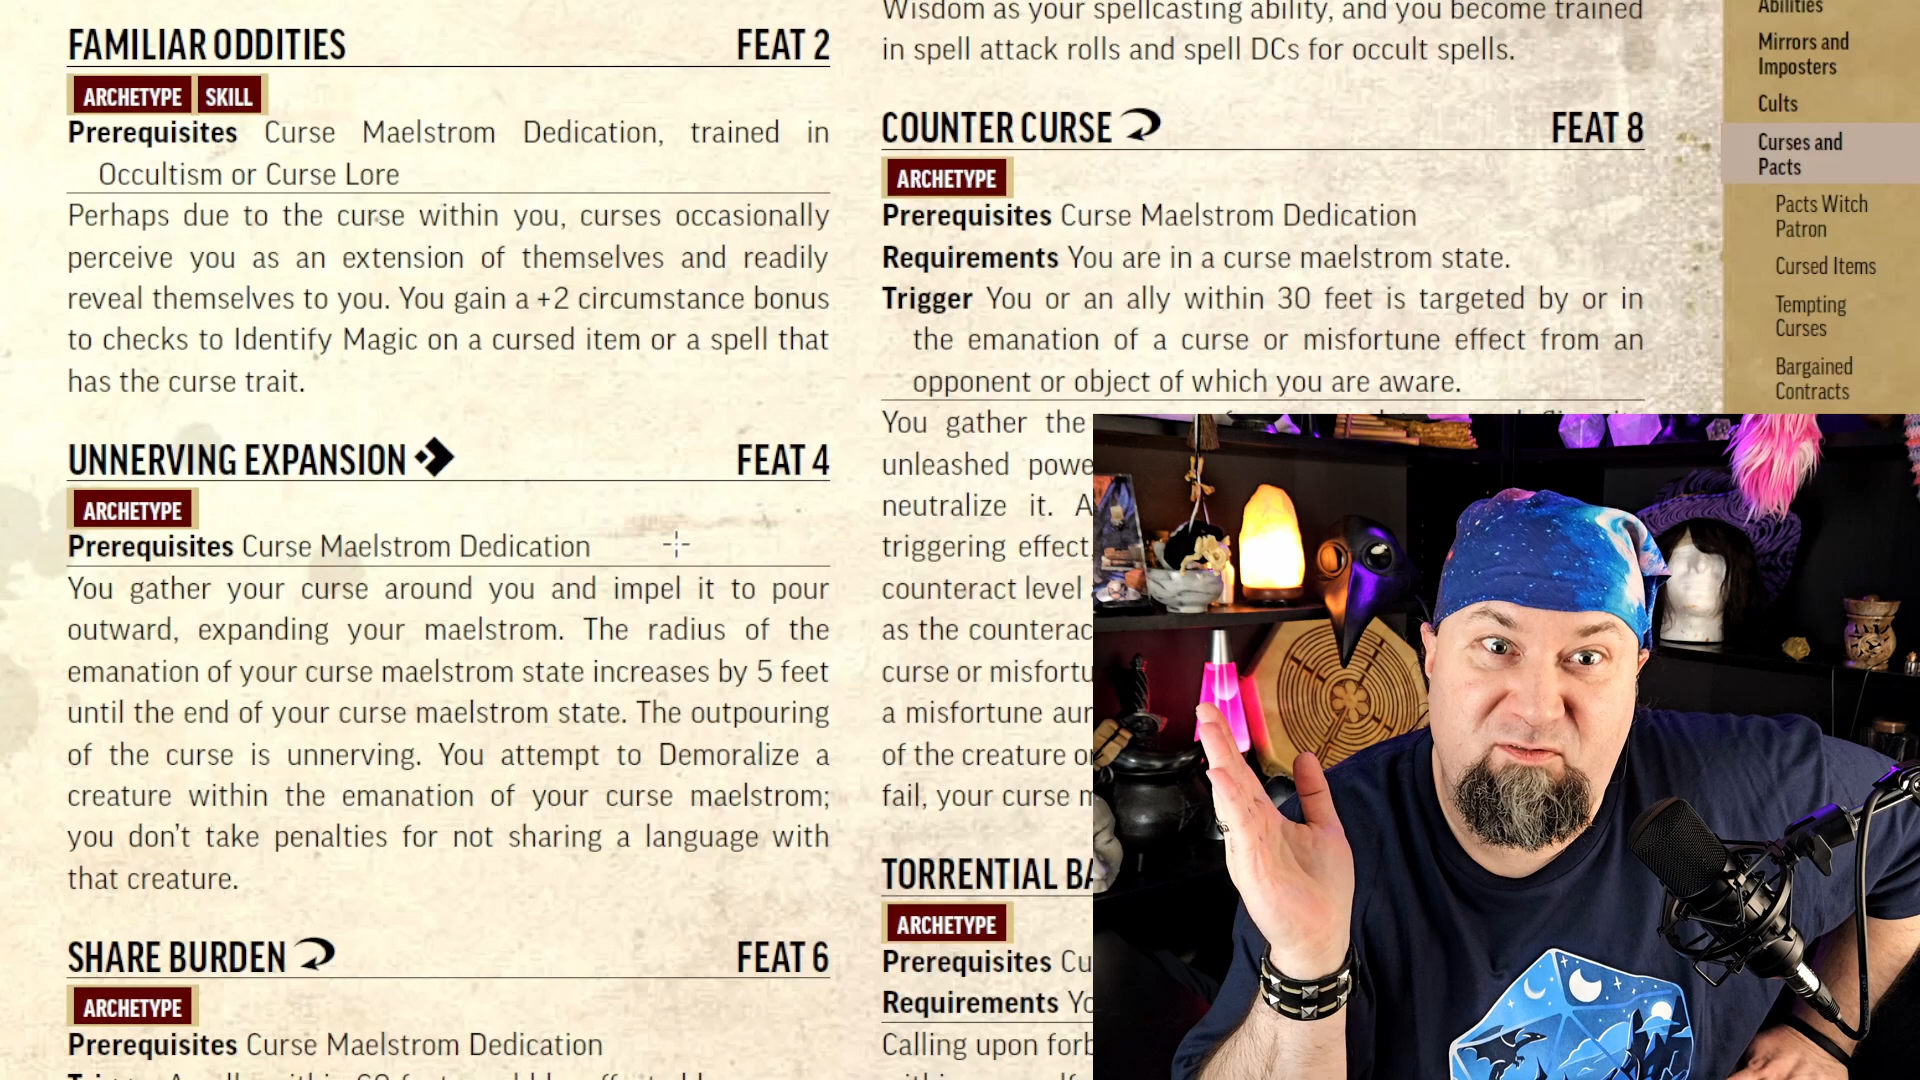 FAMILIAR ODDITIES FEAT 2
ARCHETYPE SKILL
Prerequisites Curse Maelstrom Dedication, trained in
Occultism or Curse Lore
Perhaps due to the curse within you, curses occasionally
perceive you as an extension of themselves and readily
reveal themselves to you. You gain a +2 circumstance bonus
to checks to Identify Magic on a cursed item or a spell that
has the curse trait.
UNNERVING EXPANSION FEAT 4
ARCHETYPE
Prerequisites Curse Maelstrom Dedication
You gather your curse around you and impel it to pour
outward, expanding your maelstrom. The radius of the
emanation of your curse maelstrom state increases by 5 feet
until the end of your curse maelstrom state. The outpouring
of the curse is unnerving. You attempt to Demoralize a
creature within the emanation of your curse maelstrom;
you don't take penalties for not sharing a language with
that creature.
SHARE BURDEN FEAT 6
ARCHETYPE
Prerequisites Curse Maelstrom Dedication
Wisdom as your spellcasting ability, and you become trained
in spell attack rolls and spell DCs for occult spells.
COUNTER CURSE FEAT 8
ARCHETYPE
Prerequisites Curse Maelstrom Dedication
Requirements You are in a curse maelstrom state.
Trigger You or an ally within 30 feet is targeted by or in
the emanation of a curse or misfortune effect from an
opponent or object of which you are aware.
You gather the
unleashed powe
neutralize it. A
triggering effect.
counteract level
as the counterac
curse or misfortu
a misfortune aur
of the creature or
fail, your curse m
TORRENTIAL BA
ARCHETYPE
Prerequisites Cu
Requirements Yo
Calling upon forb
Abilities
Mirrors and
Imposters
Cults
Curses and
Pacts
Pacts Witch
Patron
Cursed Items
Tempting
Curses
Bargained
Contracts